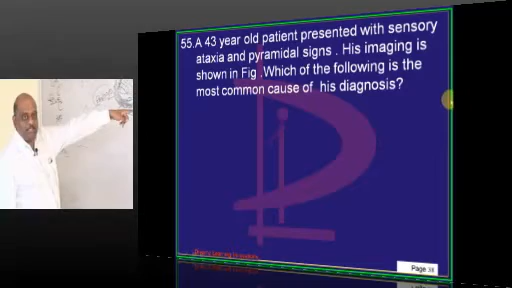 55.A 43 year old patient presented with sensory
ataxia and pyramidal signs . His imaging is
shown in Fig .Which of the following is the
most common cause of his diagnosis?
Page 38